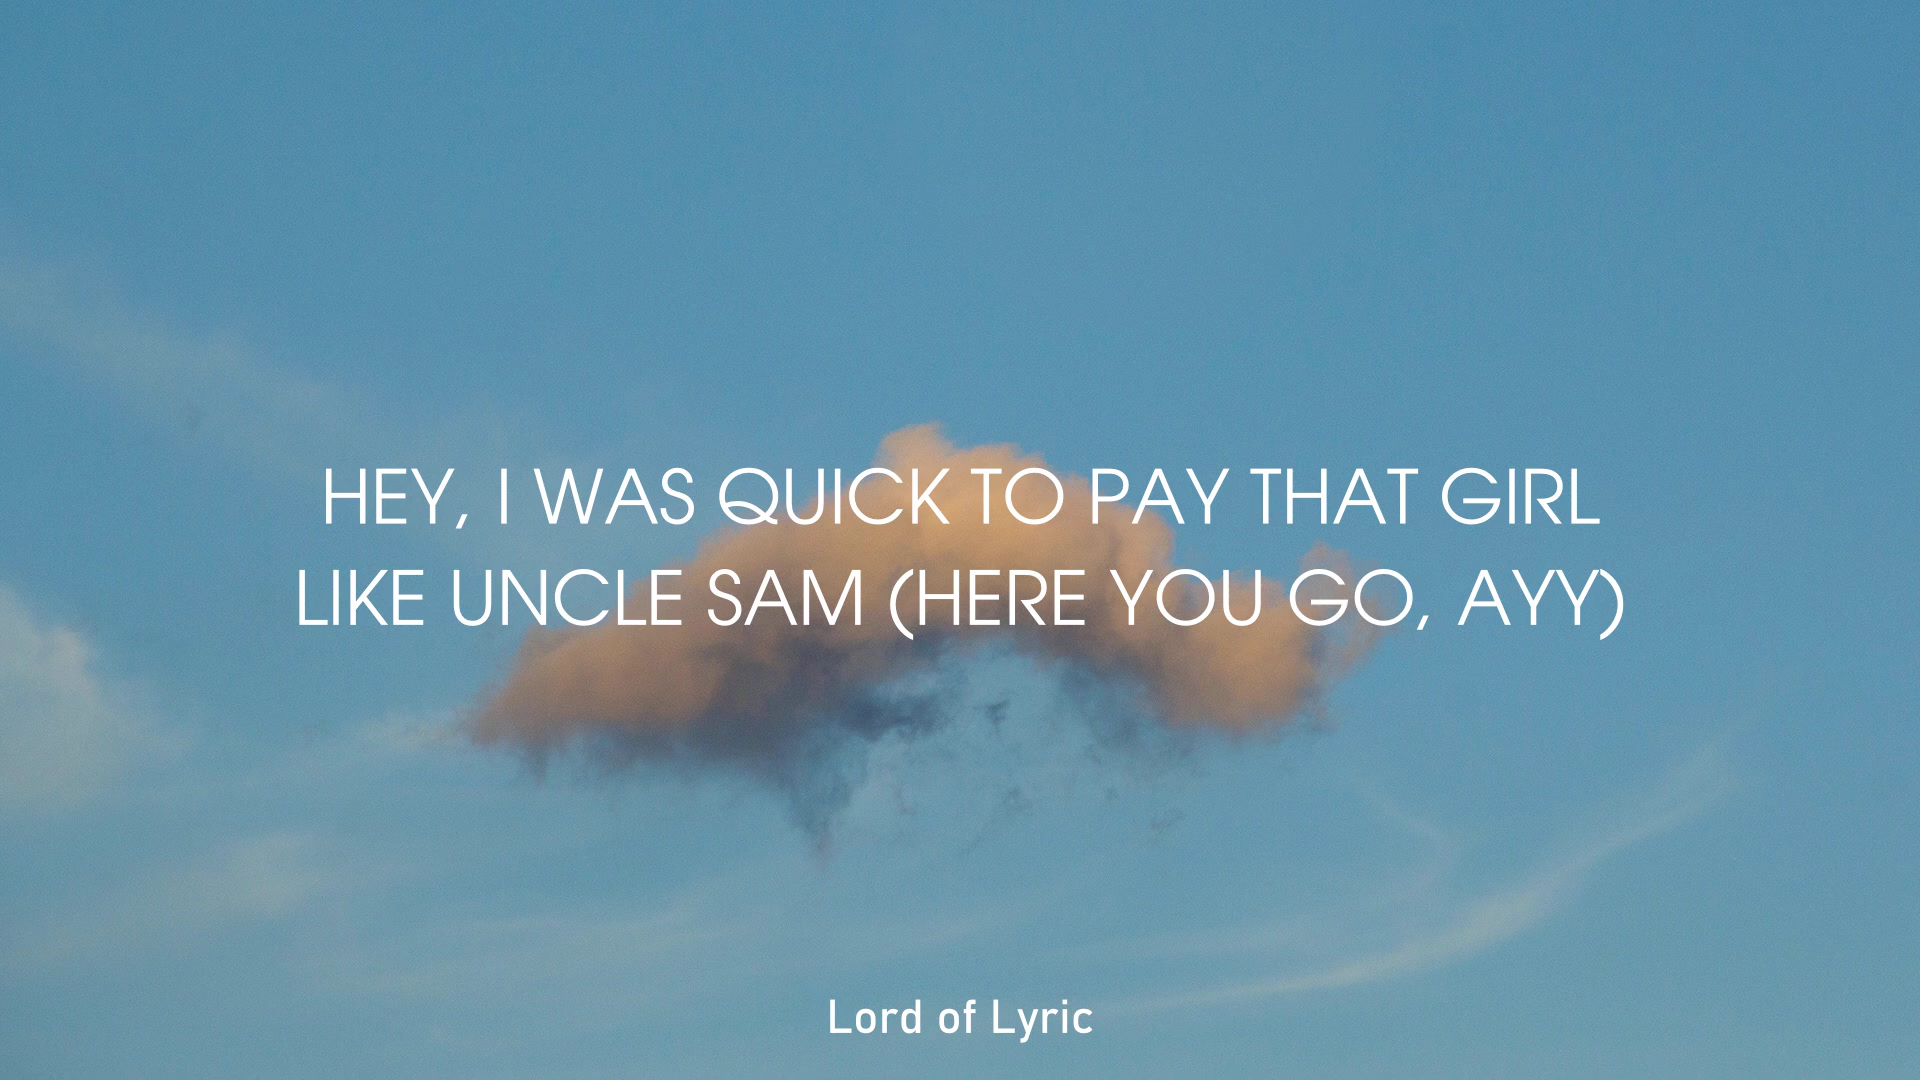 HEY, I WAS QUICK TO PAY THAT GIRL
LIKE UNCLE SAM (HERE YOU GO, AYY)
Lord of Lyric